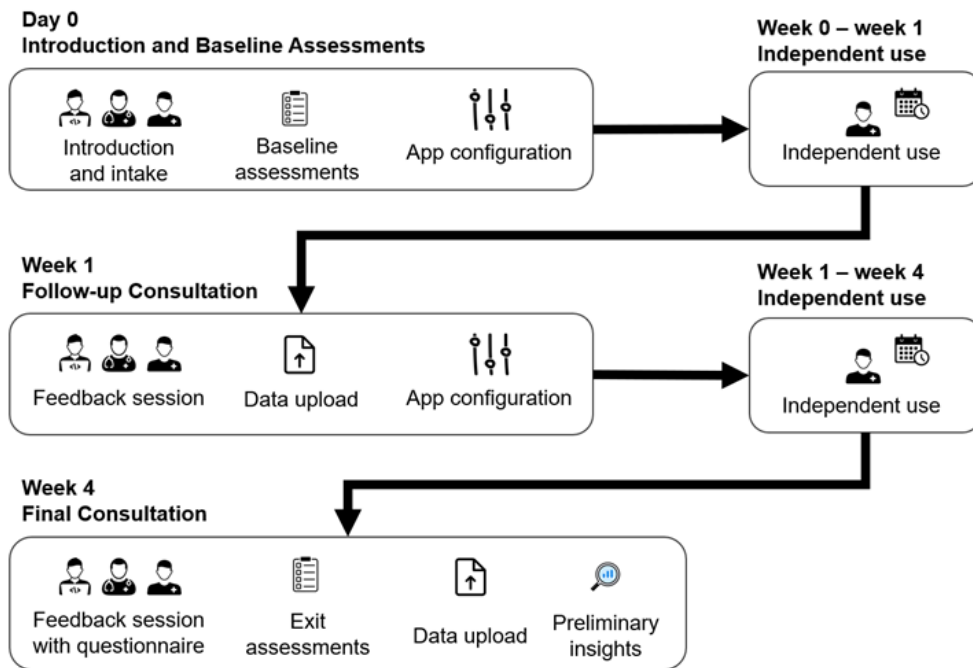 Day 0
Introduction and Baseline Assessments
Introduction
and intake
Baseline
assessments
App configuration
Week 0 – week 1
Independent use
Independent use
Week 1
Follow-up Consultation
Feedback session
Data upload
App configuration
Week 1 – week 4
Independent use
Independent use
Week 4
Final Consultation
Feedback session
with questionnaire
Exit
assessments
Data upload
Preliminary
insights